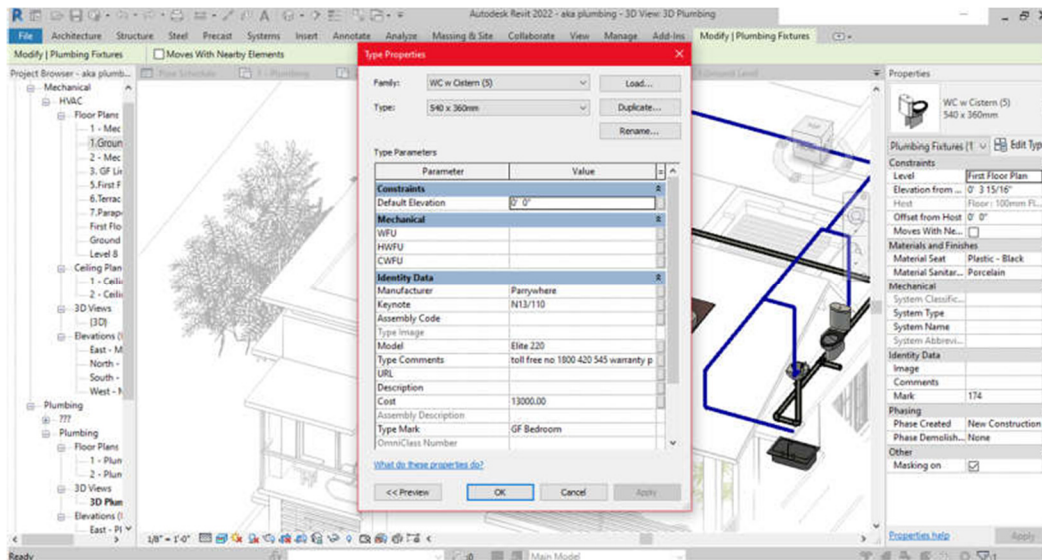 Autodesk Revit 2022 - aka plumbing - 3D View: 3D Plumbing
File Architecture Structure Steel Precast Systems Insert Annotate Analyze Massing & Site Collaborate View Manage Add-Ins Modify | Plumbing Fixtures
Modify | Plumbing Fixtures Moves With Nearby Elements
Project Browser - aka plumb...
Mechanical
HVAC
Floor Plans
1 - Mec
1.Groun
2 - Mec
3. GF Li
5.First F
6.Terrac
7.Parap
First Flo
Ground
Level 8
Ceiling Plan
1 - Ceili
2 - Ceili
3D Views
{3D}
Elevations (
East - M
North -
South -
West - N
Plumbing
???
Plumbing
Floor Plans
1 - Plun
2 - Plun
3D Views
3D Plum
Elevations (
East - Pl
Type Properties
Family: WC w Cistern (5) Load...
Type: 540 x 360mm Duplicate...
Rename...
Type Parameters
Parameter Value =
Constraints
Default Elevation 0' 0"
Mechanical
WFU
HWFU
CWFU
Identity Data
Manufacturer Parrywhere
Keynote N13/110
Assembly Code
Type Image
Model Elite 220
Type Comments toll free no 1800 420 545 warranty p
URL
Description
Cost 13000.00
Assembly Description
Type Mark GF Bedroom
OmniClass Number
What do these properties do?
<< Preview OK Cancel Apply
Properties
WC w Cistern (5)
540 x 360mm
Plumbing Fixtures (1 Edit Typ
Constraints
Level First Floor Plan
Elevation from ... 0' 3 15/16"
Host Floor : 100mm Fl...
Offset from Host 0' 0"
Moves With Ne...
Materials and Finishes
Material Seat Plastic - Black
Material Sanitar... Porcelain
Mechanical
System Classific...
System Type
System Name
System Abbrevi...
Identity Data
Image
Comments
Mark 174
Phasing
Phase Created New Construction
Phase Demolish... None
Other
Masking on
Properties help Apply
1/8" = 1'-0"
Ready
Main Model